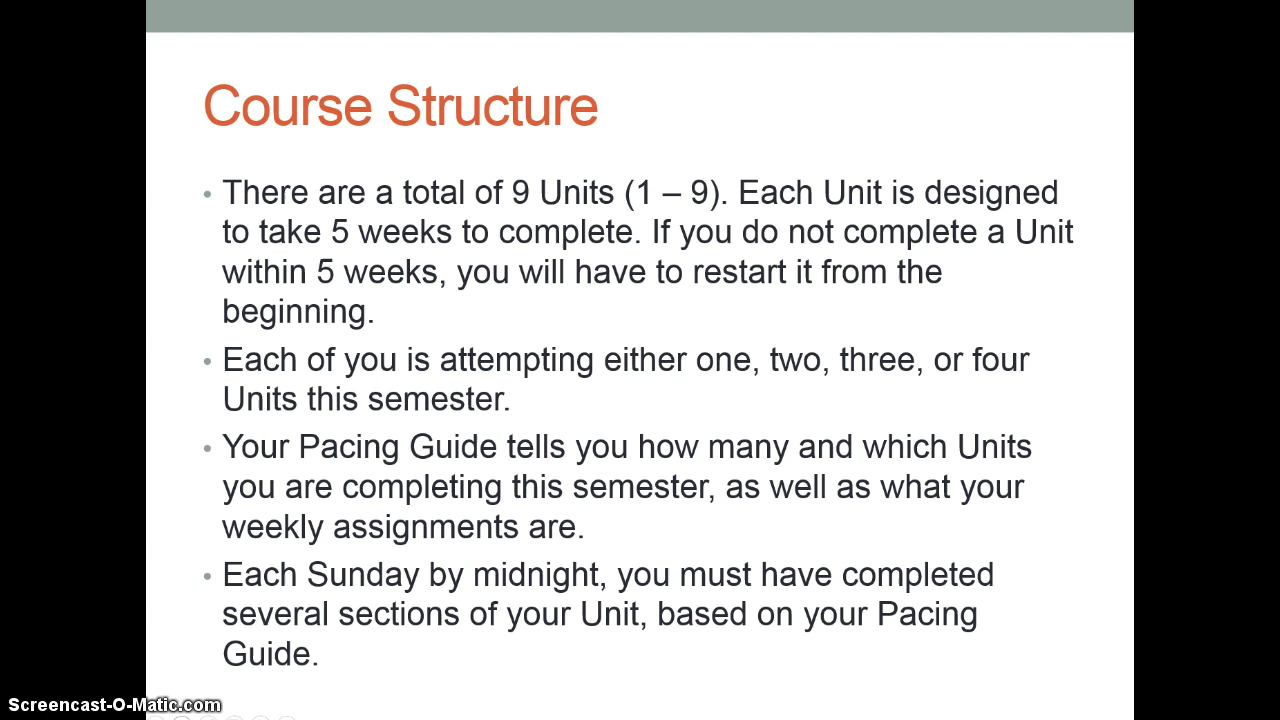 Course Structure
• There are a total of 9 Units (1 – 9). Each Unit is designed
to take 5 weeks to complete. If you do not complete a Unit
within 5 weeks, you will have to restart it from the
beginning.
• Each of you is attempting either one, two, three, or four
Units this semester.
• Your Pacing Guide tells you how many and which Units
you are completing this semester, as well as what your
weekly assignments are.
• Each Sunday by midnight, you must have completed
several sections of your Unit, based on your Pacing
Guide.
Screencast-O-Matic.com